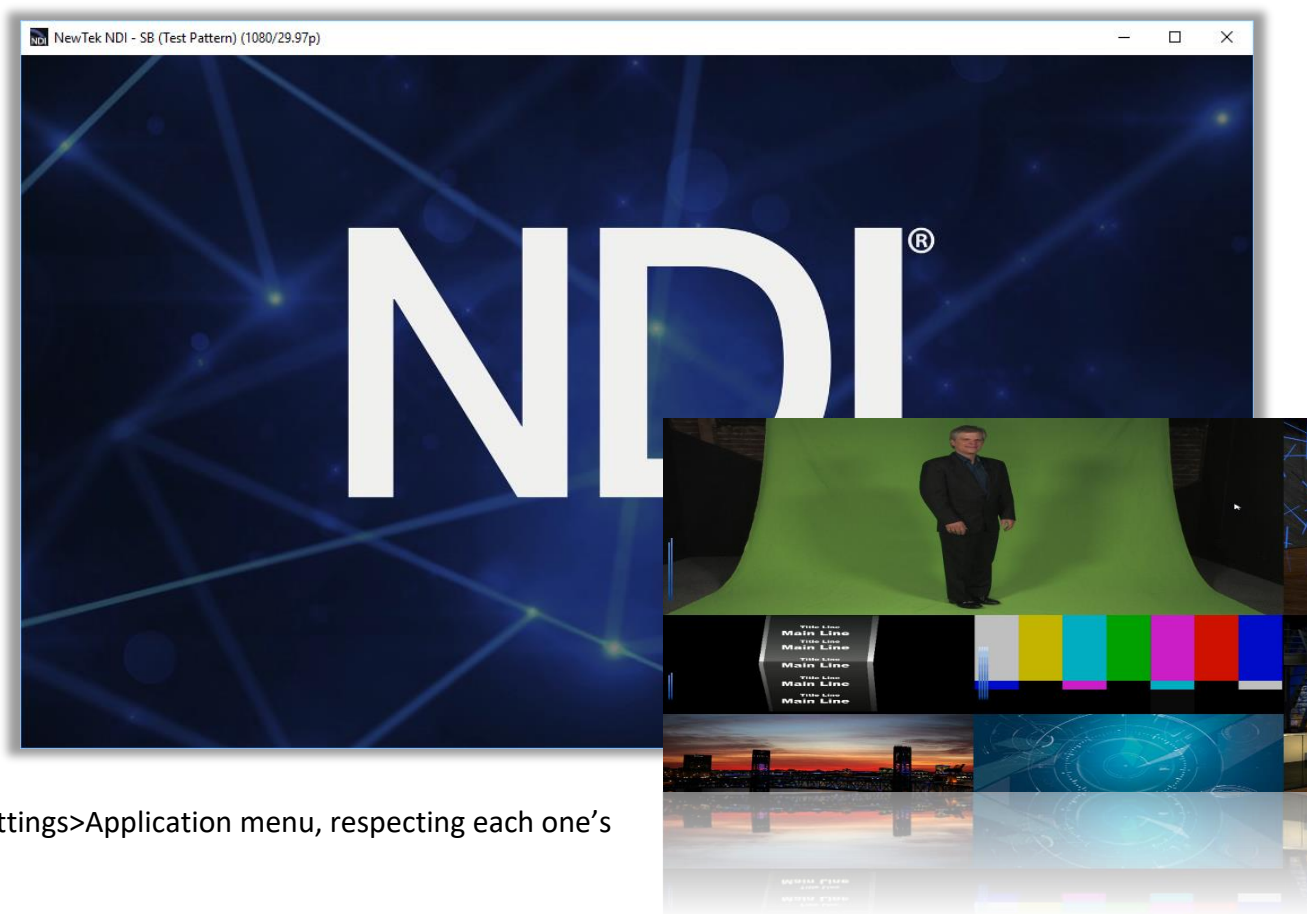 NewTek NDI - SB (Test Pattern) (1080/29.97p)
NDI®
Title Line
Main Line
Title Line
Main Line
Title Line
Main Line
Title Line
Main Line
Title Line
Main Line
ttings>Application menu, respecting each one’s